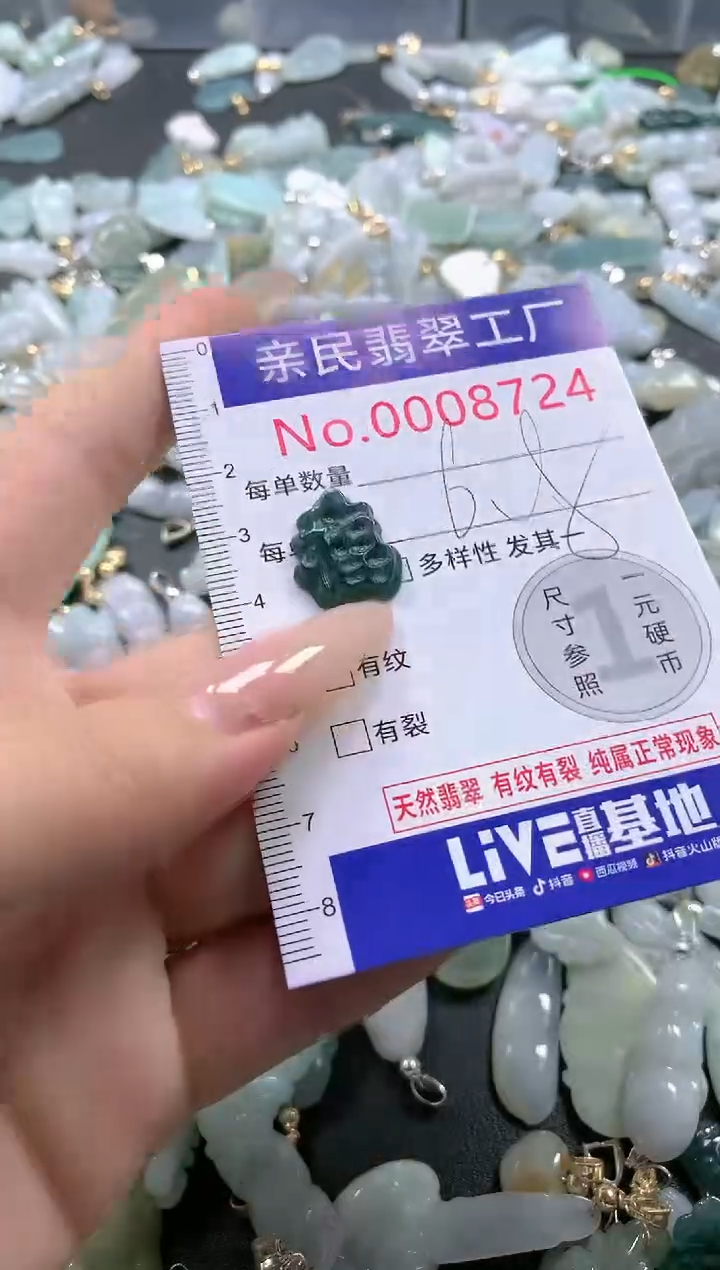 0
亲民翡翠工厂
1
No.0008724
2
每单数量
3
每
多样性 发其一
4
尺寸参照
1
一元硬币
有纹
有裂
天然翡翠 有纹有裂 纯属正常现象
7
LiVE直播基地
8
今日头条 抖音 西瓜视频 抖音火山版